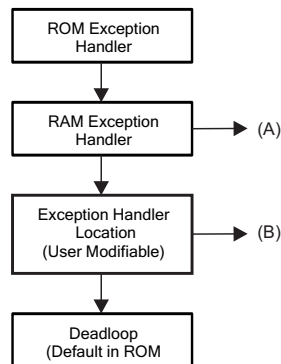 ROM Exception
Handler
RAM Exception
Handler
(A)
Exception Handler
Location
(User Modifiable)
(B)
Deadloop
(Default in ROM